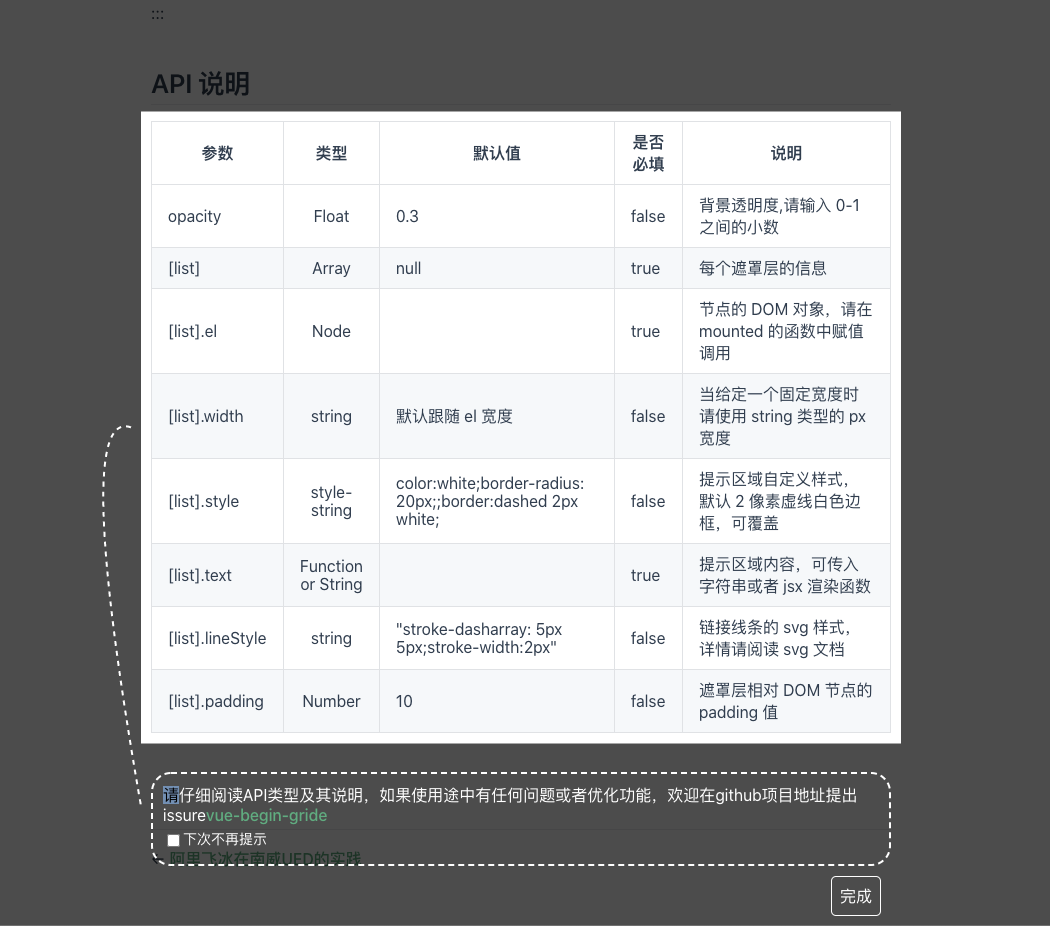 :::
API 说明
参数 类型 默认值 是否
必填 说明
opacity Float 0.3 false 背景透明度,请输入 0-1
之间的小数
[list] Array null true 每个遮罩层的信息
[list].el Node true 节点的 DOM 对象，请在
mounted 的函数中赋值
调用
[list].width string 默认跟随 el 宽度 false 当给定一个固定宽度时
请使用 string 类型的 px
宽度
[list].style style-
string color:white;border-radius:
20px;;border:dashed 2px
white; false 提示区域自定义样式，
默认 2 像素虚线白色边
框，可覆盖
[list].text Function
or String true 提示区域内容，可传入
字符串或者 jsx 渲染函数
[list].lineStyle string "stroke-dasharray: 5px
5px;stroke-width:2px" false 链接线条的 svg 样式，
详情请阅读 svg 文档
[list].padding Number 10 false 遮罩层相对 DOM 节点的
padding 值
请仔细阅读API类型及其说明，如果使用途中有任何问题或者优化功能，欢迎在github项目地址提出
issurevue-begin-gride
下次不再提示
← 阿里飞冰在南威UED的实践
完成